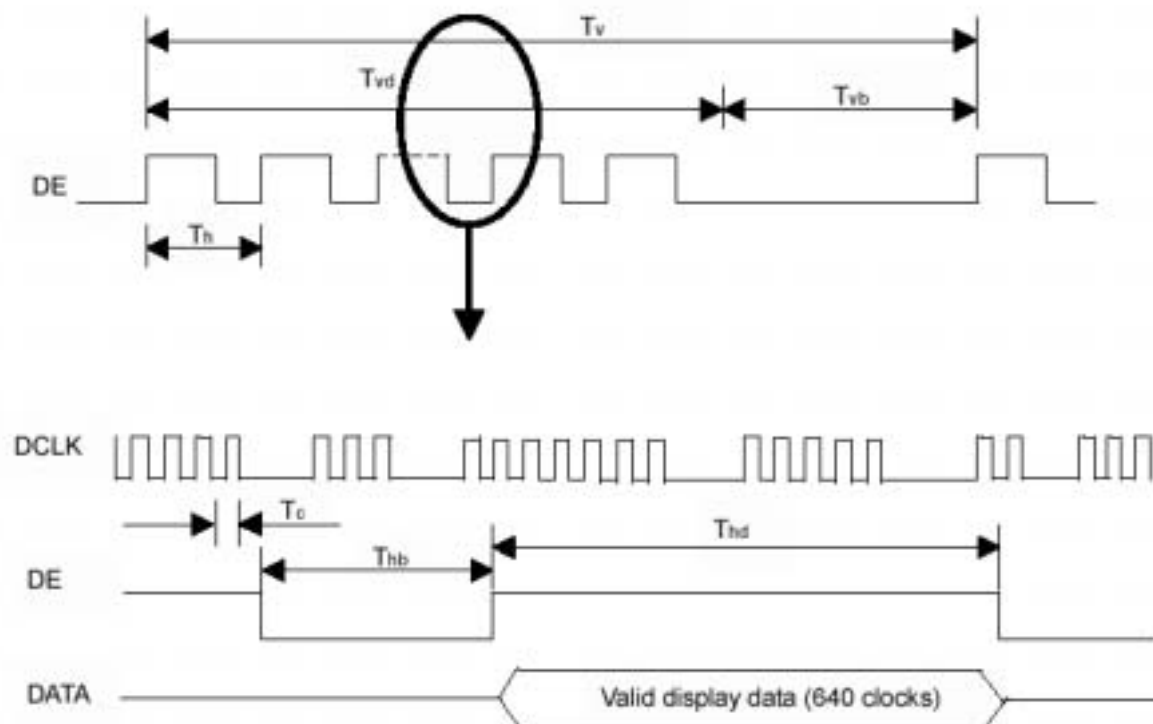 Tv
Tvd
Tvb
DE
Th
DCLK
Tc
Thd
Thb
DE
DATA
Valid display data (640 clocks)